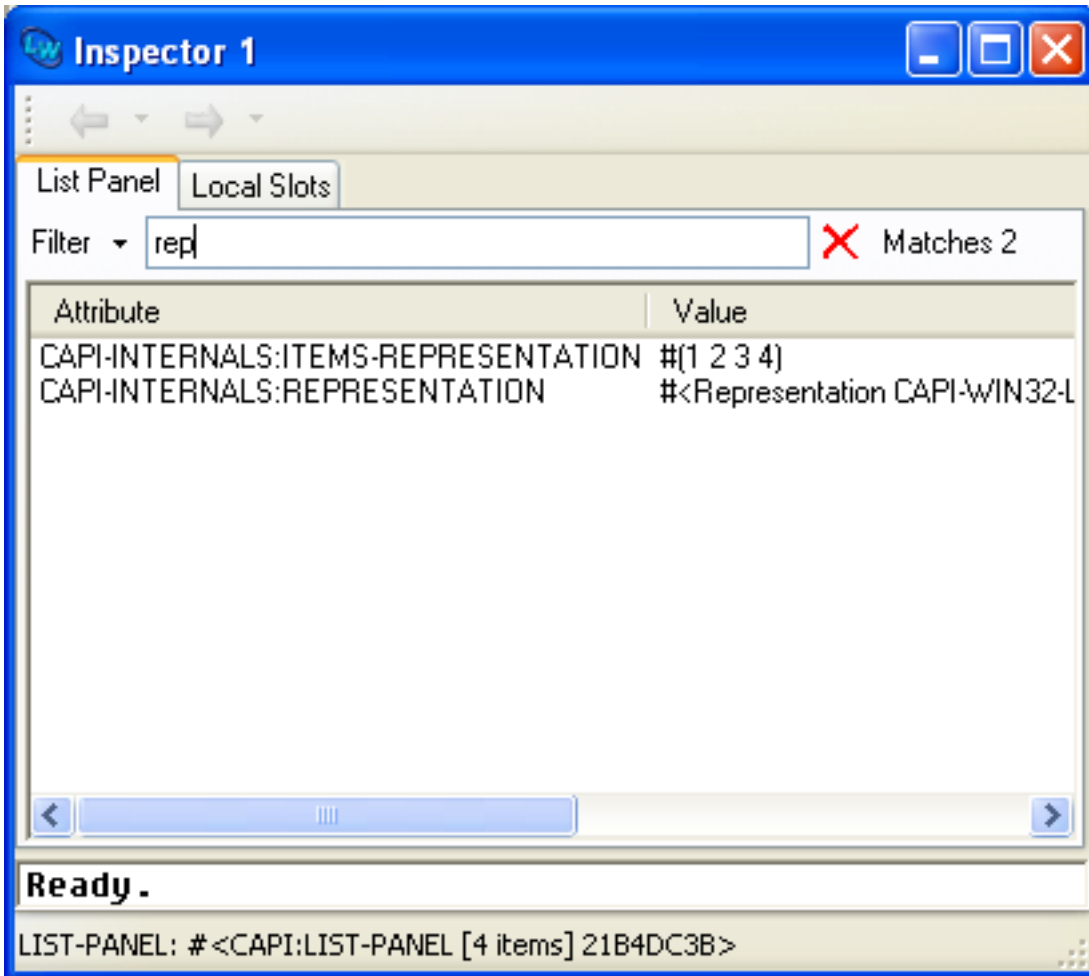 LW Inspector 1
List Panel Local Slots
Filter rep Matches 2
Attribute Value
CAPI-INTERNALS:ITEMS-REPRESENTATION #(1 2 3 4)
CAPI-INTERNALS:REPRESENTATION #<Representation CAPI-WIN32-L
Ready.
LIST-PANEL: #<CAPI:LIST-PANEL [4 items] 21B4DC3B>